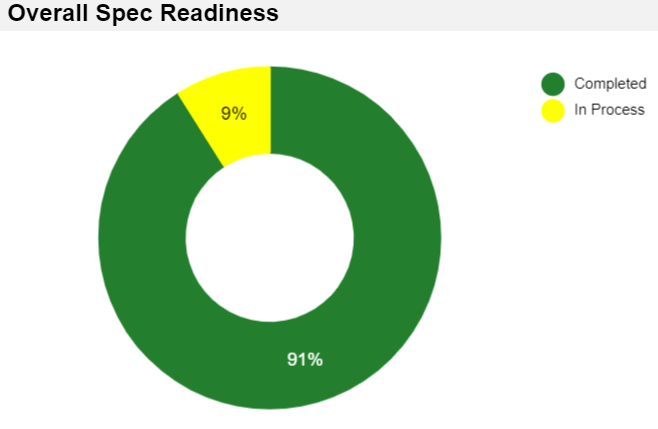 Overall Spec Readiness
Completed
In Process
9%
91%